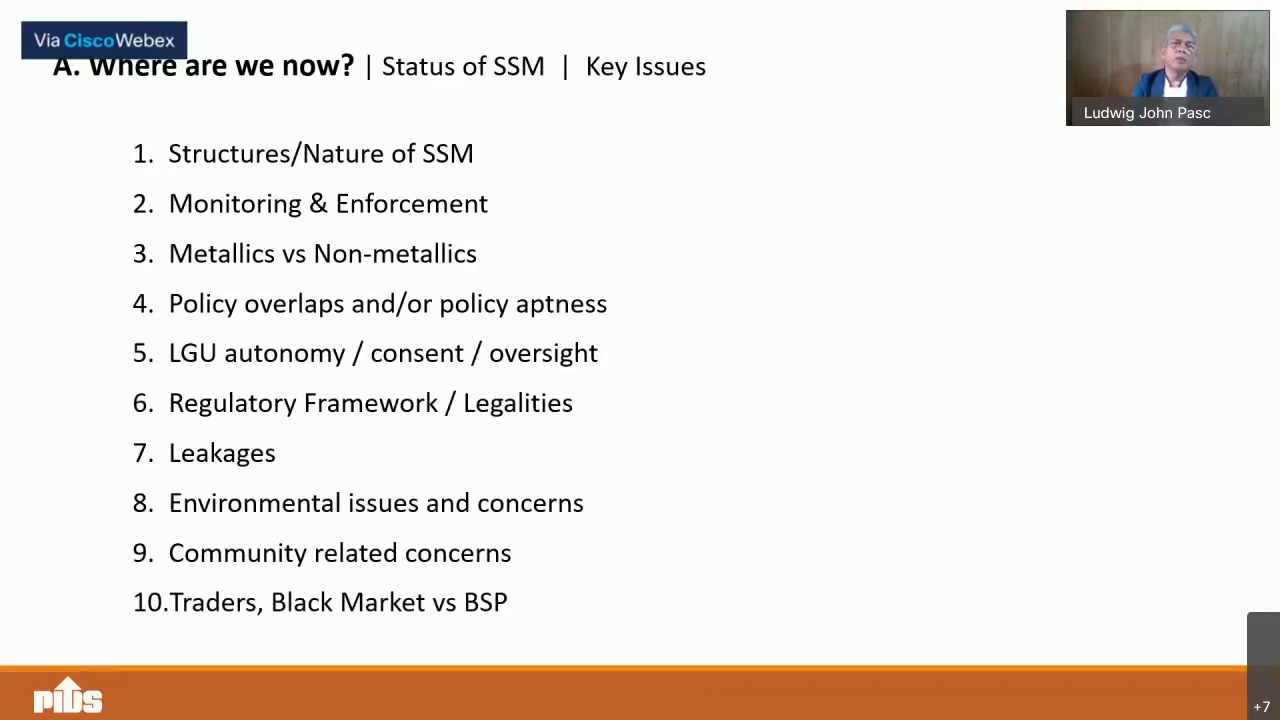 Via CiscoWebex
A. Where are we now? | Status of SSM | Key Issues
Ludwig John Pasc
1. Structures/Nature of SSM
2. Monitoring & Enforcement
3. Metallics vs Non-metallics
4. Policy overlaps and/or policy aptness
5. LGU autonomy / consent / oversight
6. Regulatory Framework / Legalities
7. Leakages
8. Environmental issues and concerns
9. Community related concerns
10.Traders, Black Market vs BSP
PIDS
+7